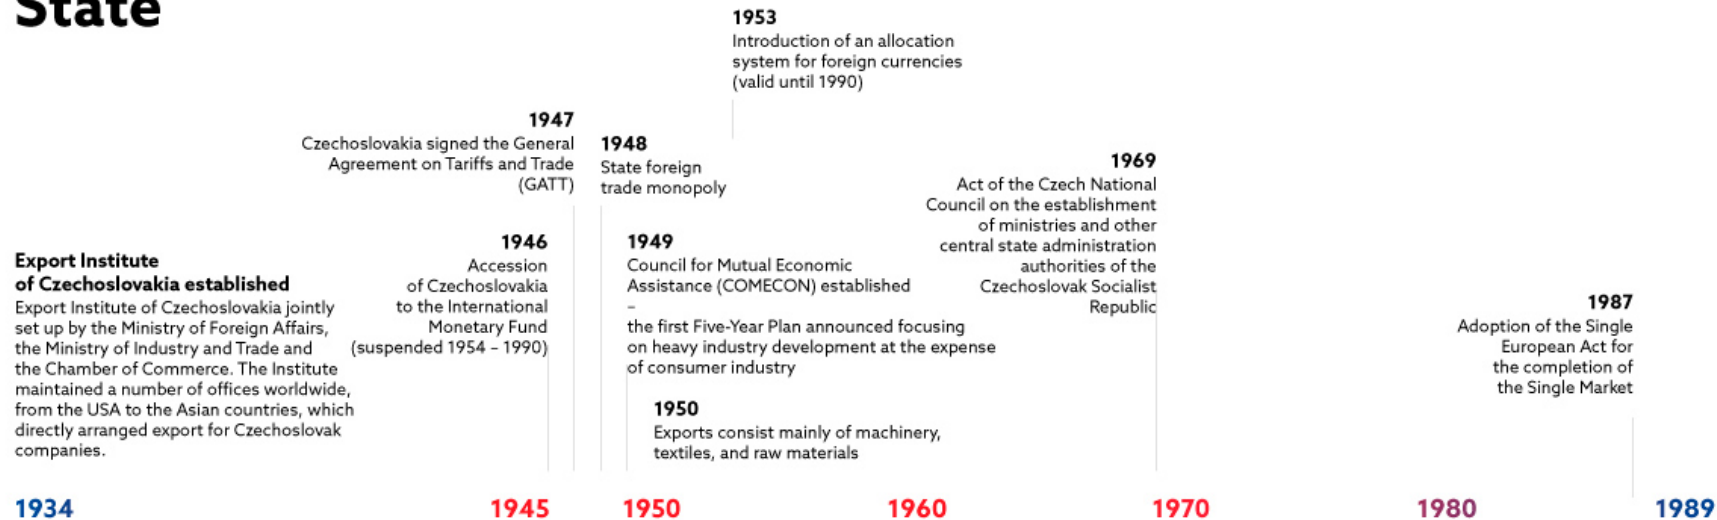 State
1953
Introduction of an allocation
system for foreign currencies
(valid until 1990)
1947
Czechoslovakia signed the General
Agreement on Tariffs and Trade
(GATT)
1948
State foreign
trade monopoly
1969
Act of the Czech National
Council on the establishment
of ministries and other
central state administration
authorities of the
Czechoslovak Socialist
Republic
Export Institute
of Czechoslovakia established
Export Institute of Czechoslovakia jointly
set up by the Ministry of Foreign Affairs,
the Ministry of Industry and Trade and
the Chamber of Commerce. The Institute
maintained a number of offices worldwide,
from the USA to the Asian countries, which
directly arranged export for Czechoslovak
companies.
1946
Accession
of Czechoslovakia
to the International
Monetary Fund
(suspended 1954 – 1990)
1949
Council for Mutual Economic
Assistance (COMECON) established
–
the first Five-Year Plan announced focusing
on heavy industry development at the expense
of consumer industry
1950
Exports consist mainly of machinery,
textiles, and raw materials
1987
Adoption of the Single
European Act for
the completion of
the Single Market
1934
1945
1950
1960
1970
1980
1989